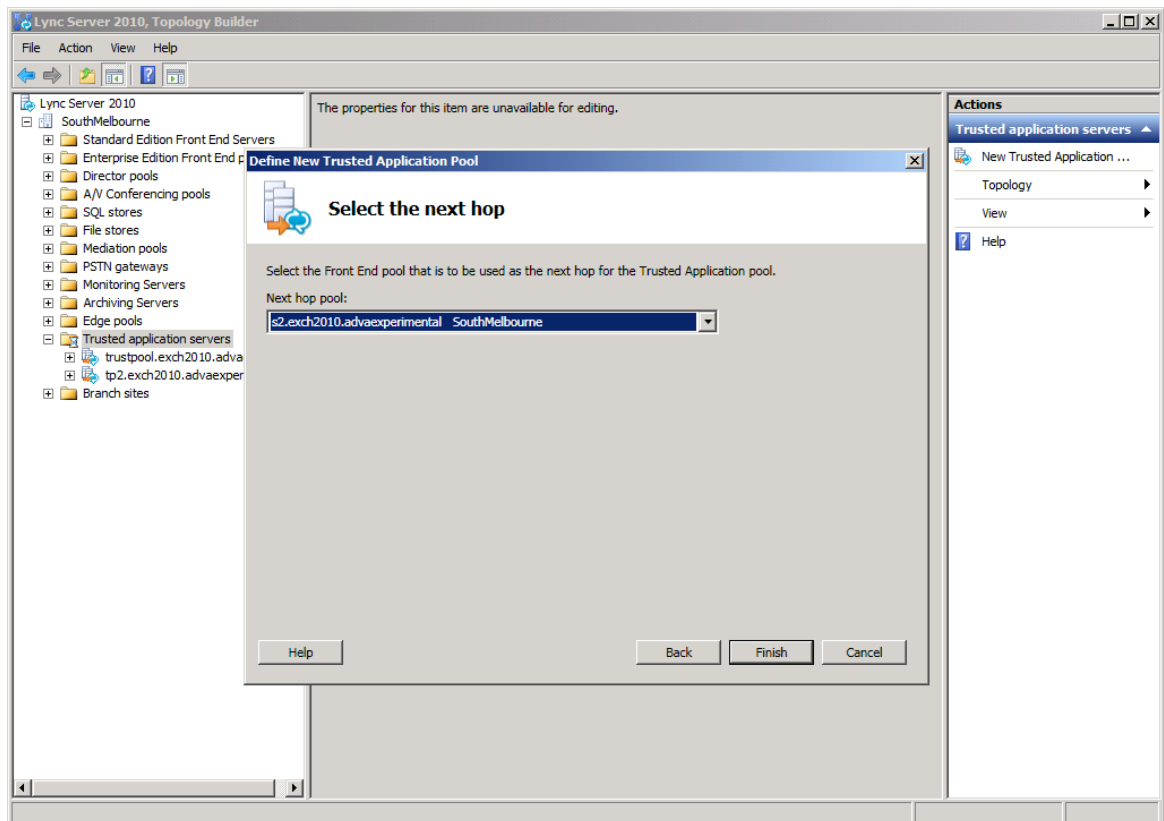 Lync Server 2010, Topology Builder
File Action View Help
Lync Server 2010
SouthMelbourne
Standard Edition Front End Servers
Enterprise Edition Front End p
Director pools
A/V Conferencing pools
SQL stores
File stores
Mediation pools
PSTN gateways
Monitoring Servers
Archiving Servers
Edge pools
Trusted application servers
trustpool.exch2010.adva
tp2.exch2010.advaexper
Branch sites
The properties for this item are unavailable for editing.
Define New Trusted Application Pool
Select the next hop
Select the Front End pool that is to be used as the next hop for the Trusted Application pool.
Next hop pool:
s2.exch2010.advaexperimental SouthMelbourne
Help Back Finish Cancel
Actions
Trusted application servers
New Trusted Application ...
Topology
View
Help